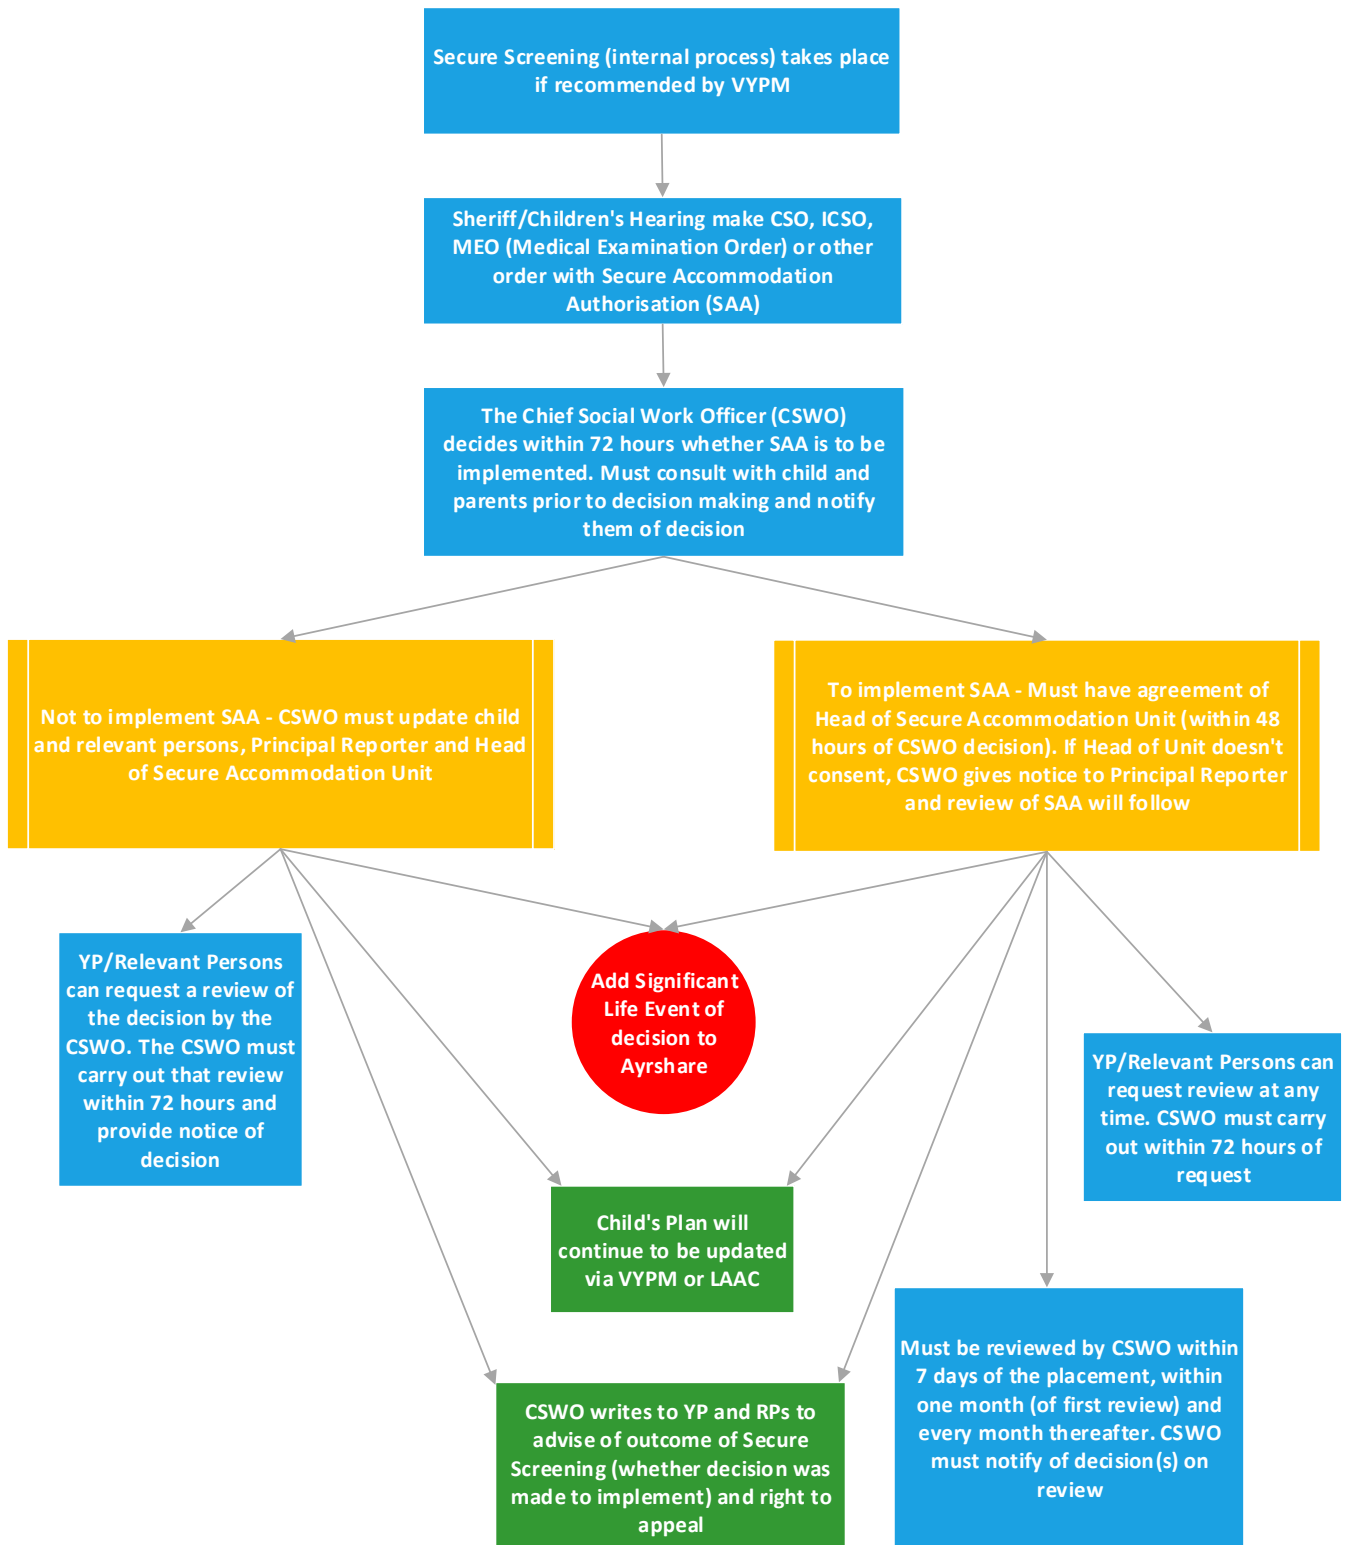 Secure Screening (internal process) takes place
if recommended by VYPM
Sheriff/Children's Hearing make CSO, ICSO,
MEO (Medical Examination Order) or other
order with Secure Accommodation
Authorisation (SAA)
The Chief Social Work Officer (CSWO)
decides within 72 hours whether SAA is to be
implemented. Must consult with child and
parents prior to decision making and notify
them of decision
Not to implement SAA - CSWO must update child
and relevant persons, Principal Reporter and Head
of Secure Accommodation Unit
To implement SAA - Must have agreement of
Head of Secure Accommodation Unit (within 48
hours of CSWO decision). If Head of Unit doesn't
consent, CSWO gives notice to Principal Reporter
and review of SAA will follow
YP/Relevant Persons
can request a review of
the decision by the
CSWO. The CSWO must
carry out that review
within 72 hours and
provide notice of
decision
Add Significant
Life Event of
decision to
Ayrshare
YP/Relevant Persons can
request review at any
time. CSWO must carry
out within 72 hours of
request
Child's Plan will
continue to be updated
via VYPM or LAAC
CSWO writes to YP and RPs to
advise of outcome of Secure
Screening (whether decision was
made to implement) and right to
appeal
Must be reviewed by CSWO within
7 days of the placement, within
one month (of first review) and
every month thereafter. CSWO
must notify of decision(s) on
review